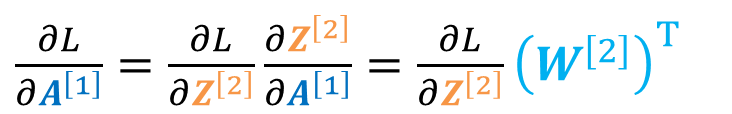 ∂L/∂A^[1] = ∂L/∂Z^[2] ∂Z^[2]/∂A^[1] = ∂L/∂Z^[2] (W^[2])^T